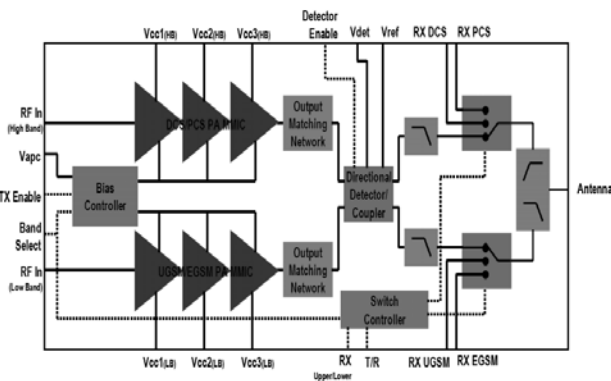 Detector
Enable
Vcc1(HB)
Vcc2(HB)
Vcc3(HB)
Vdet
Vref
RX DCS
RX PCS
RF In
(High Band)
DCS/PCS PA MMIC
Output
Matching
Network
Vapc
TX Enable
Bias
Controller
Directional
Detector/
Coupler
Antenna
Band
Select
RF In
(Low Band)
UGSM/EGSM PA MMIC
Output
Matching
Network
Switch
Controller
Vcc1(LB)
Vcc2(LB)
Vcc3(LB)
RX
Upper/Lower
T/R
RX UGSM
RX EGSM